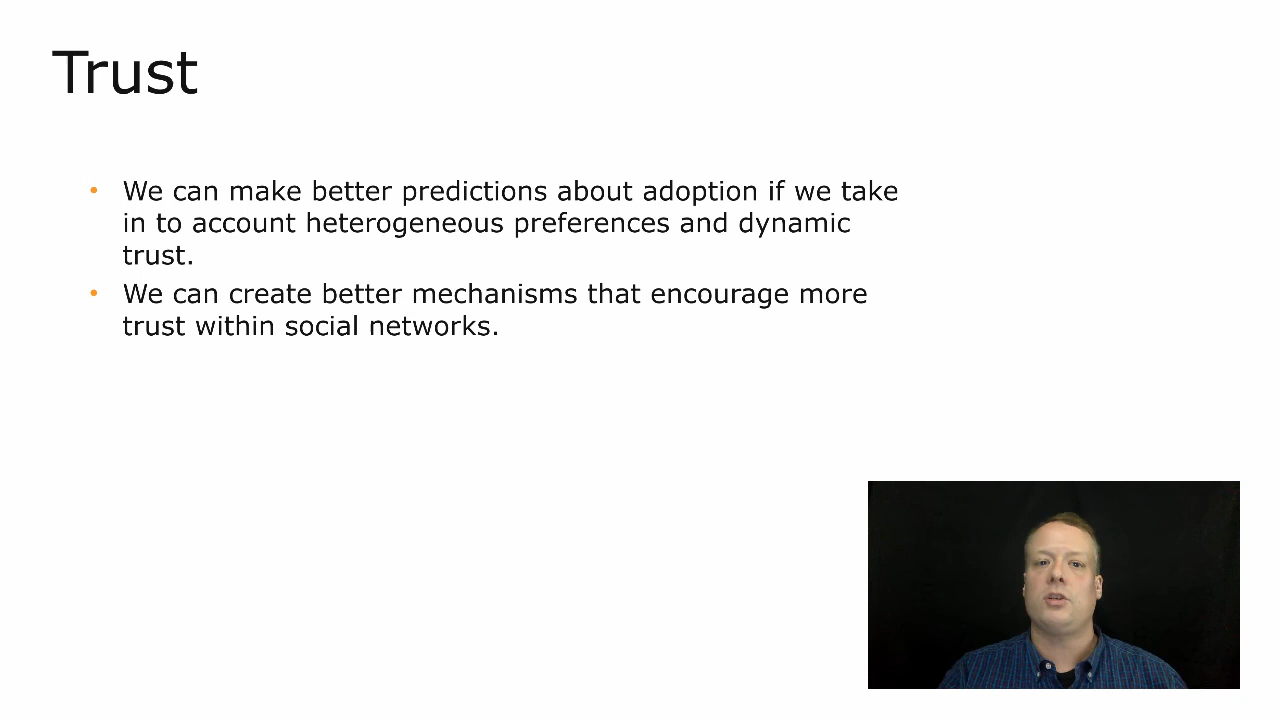 Trust
• We can make better predictions about adoption if we take
in to account heterogeneous preferences and dynamic
trust.
• We can create better mechanisms that encourage more
trust within social networks.